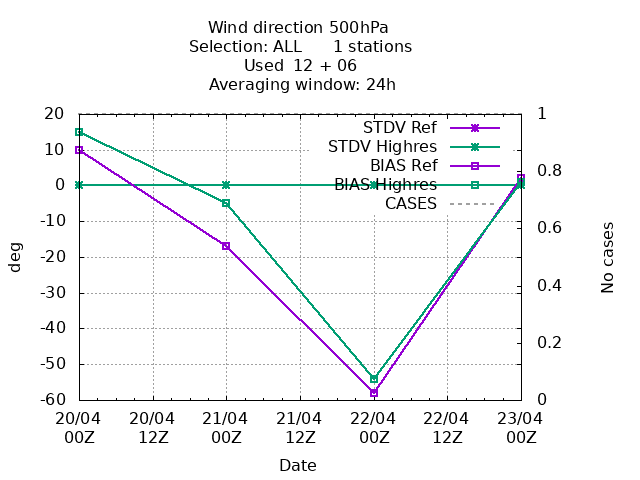 Wind direction 500hPa
Selection: ALL      1 stations
Used  12 + 06
Averaging window: 24h
20
10
0
-10
-20
-30
-40
-50
-60
deg
1
0.8
0.6
0.4
0.2
0
No cases
STDV Ref
STDV Highres
BIAS Ref
BIAS Highres
CASES
20/04 20/04 21/04 21/04 22/04 22/04 23/04
00Z 12Z 00Z 12Z 00Z 12Z 00Z
Date